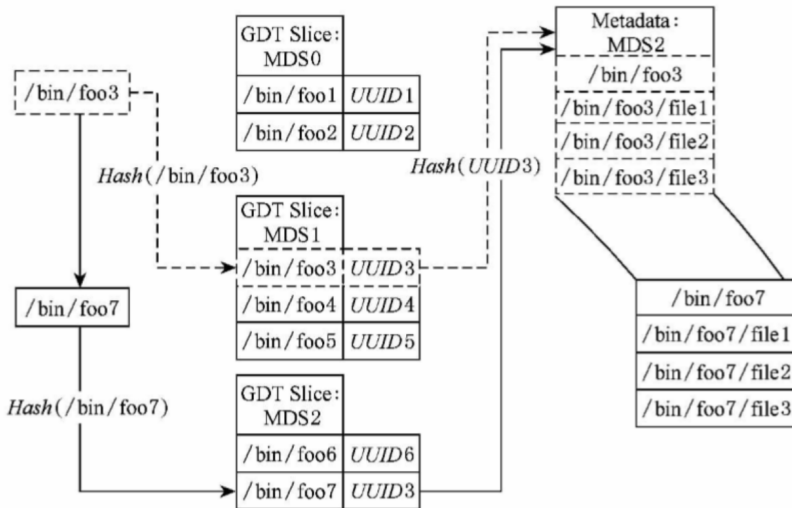 GDT Slice:
MDS0
/bin/foo1 UUID1
/bin/foo2 UUID2
/bin/foo3
Hash(/bin/foo3)
GDT Slice:
MDS1
/bin/foo3 UUID3
/bin/foo4 UUID4
/bin/foo5 UUID5
/bin/foo7
Hash(/bin/foo7)
GDT Slice:
MDS2
/bin/foo6 UUID6
/bin/foo7 UUID3
Hash(UUID3)
Metadata:
MDS2
/bin/foo3
/bin/foo3/file1
/bin/foo3/file2
/bin/foo3/file3
/bin/foo7
/bin/foo7/file1
/bin/foo7/file2
/bin/foo7/file3